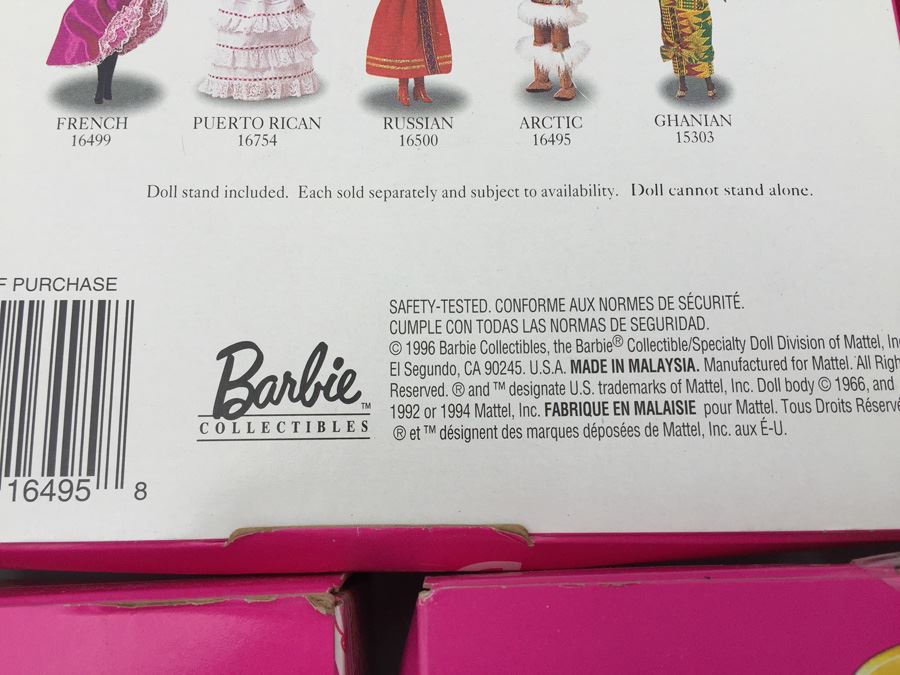 FRENCH PUERTO RICAN RUSSIAN ARCTIC GHANIAN
16499 16754 16500 16495 15303
Doll stand included. Each sold separately and subject to availability. Doll cannot stand alone.
F PURCHASE
16495 8
Barbie™
COLLECTIBLES
SAFETY-TESTED. CONFORME AUX NORMES DE SÉCURITÉ.
CUMPLE CON TODAS LAS NORMAS DE SEGURIDAD.
© 1996 Barbie Collectibles, the Barbie® Collectible/Specialty Doll Division of Mattel, In
El Segundo, CA 90245. U.S.A. MADE IN MALAYSIA. Manufactured for Mattel. All Righ
Reserved. ® and ™ designate U.S. trademarks of Mattel, Inc. Doll body © 1966, and
1992 or 1994 Mattel, Inc. FABRIQUE EN MALAISIE pour Mattel. Tous Droits Réservé
® et ™ désignent des marques déposées de Mattel, Inc. aux É-U.